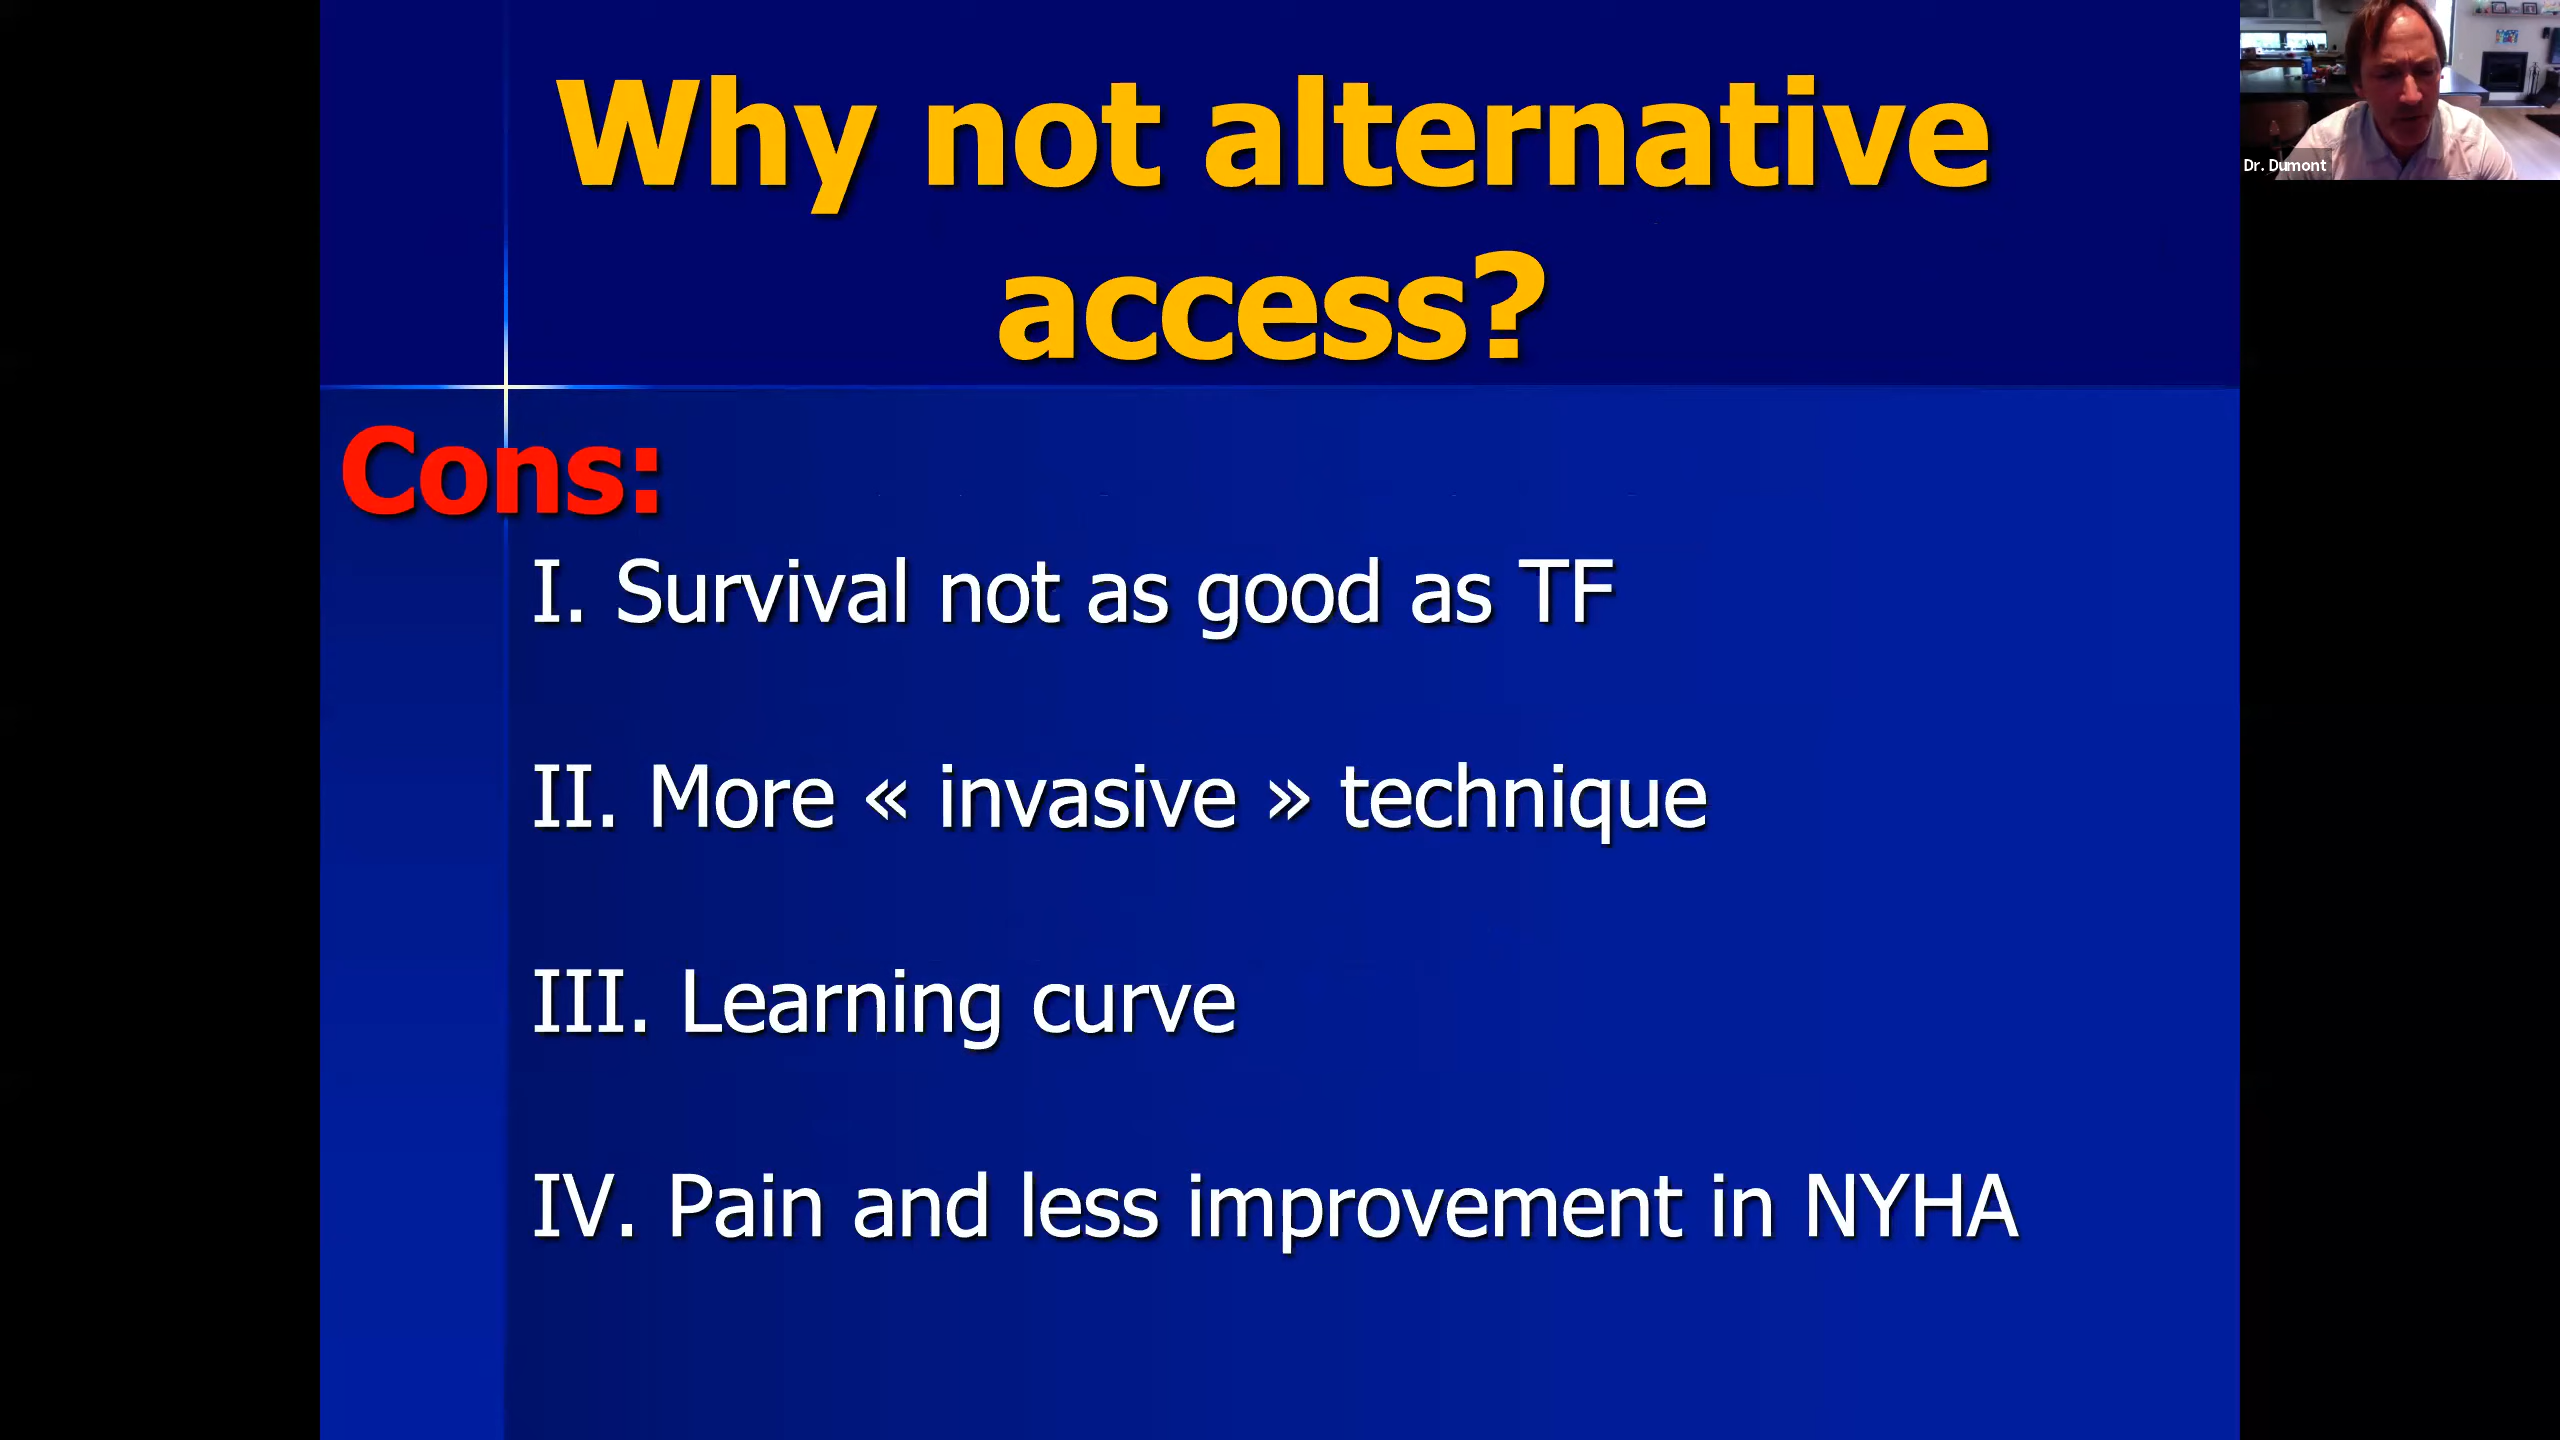 Why not alternative
access?
Cons:
I. Survival not as good as TF
II. More « invasive » technique
III. Learning curve
IV. Pain and less improvement in NYHA
Dr. Dumont